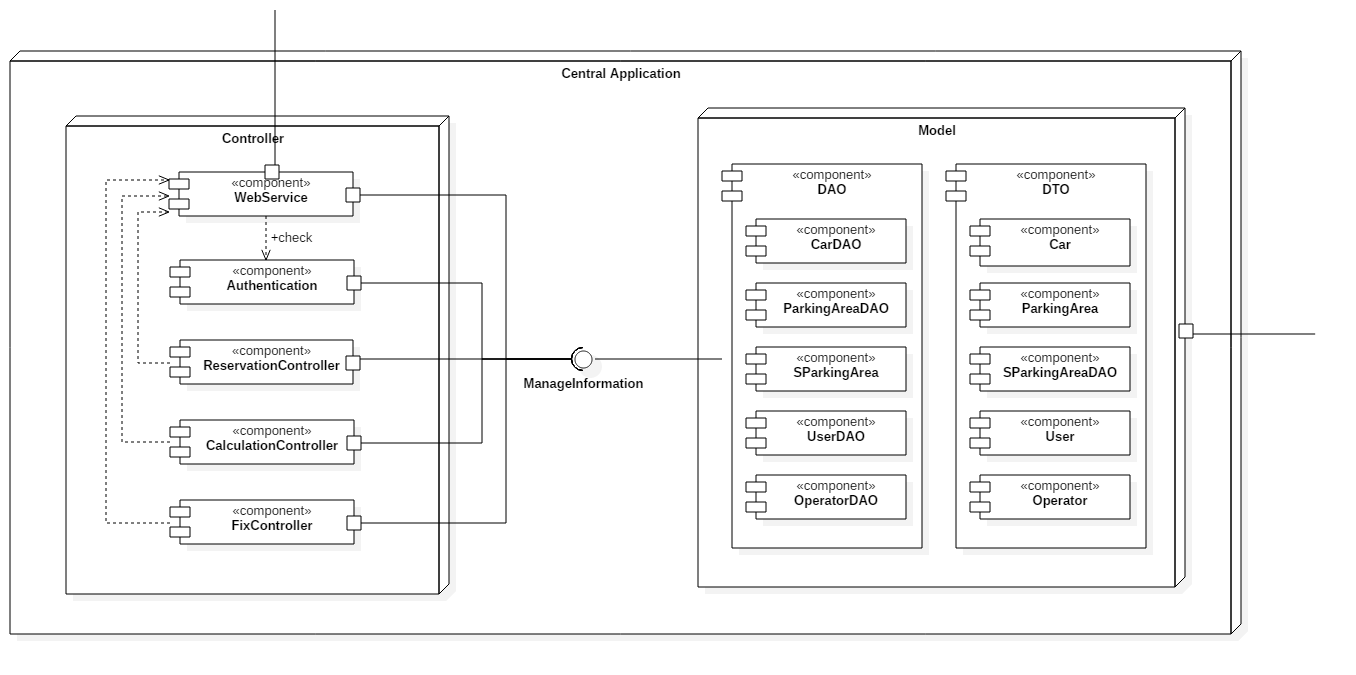 Central Application
Controller
«component»
WebService
+check
«component»
Authentication
«component»
ReservationController
«component»
CalculationController
«component»
FixController
ManageInformation
Model
«component»
DAO
«component»
CarDAO
«component»
ParkingAreaDAO
«component»
SParkingArea
«component»
UserDAO
«component»
OperatorDAO
«component»
DTO
«component»
Car
«component»
ParkingArea
«component»
SParkingAreaDAO
«component»
User
«component»
Operator